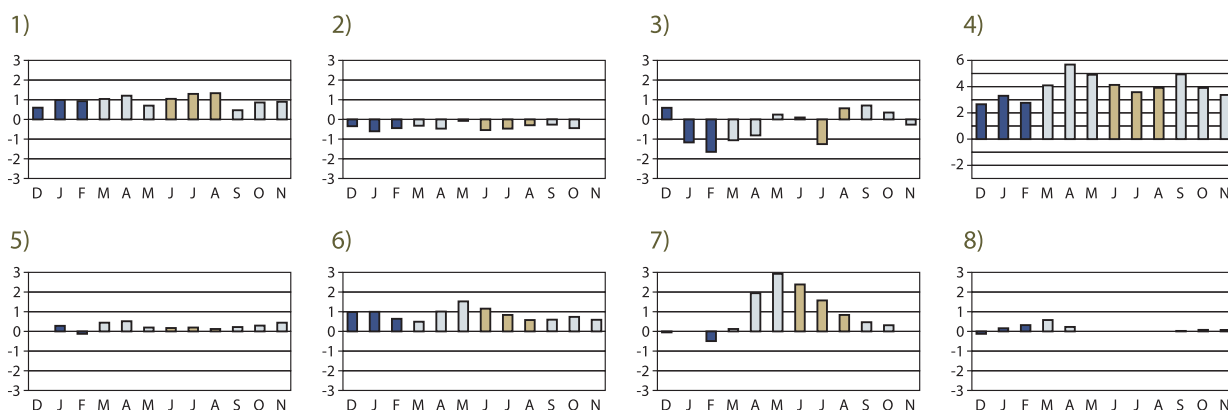 1) 2) 3) 4)
3 3 3 6
2 2 2 4
1 1 1 2
0 0 0 0
-1 -1 -1 -2
-2 -2 -2
-3 -3 -3
D J F M A M J J A S O N D J F M A M J J A S O N D J F M A M J J A S O N D J F M A M J J A S O N
5) 6) 7) 8)
3 3 3 3
2 2 2 2
1 1 1 1
0 0 0 0
-1 -1 -1 -1
-2 -2 -2 -2
-3 -3 -3 -3
D J F M A M J J A S O N D J F M A M J J A S O N D J F M A M J J A S O N D J F M A M J J A S O N